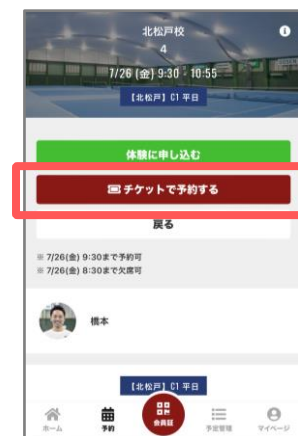 北松戸校
4
7/26 (金) 9:30 - 10:55
【北松戸】C1 平日
体験に申し込む
チケットで予約する
戻る
※ 7/26(金) 9:30まで予約可
※ 7/26(金) 8:30まで欠席可
橋本
【北松戸】C1 平日
ホーム
予約
会員証
予定管理
マイページ